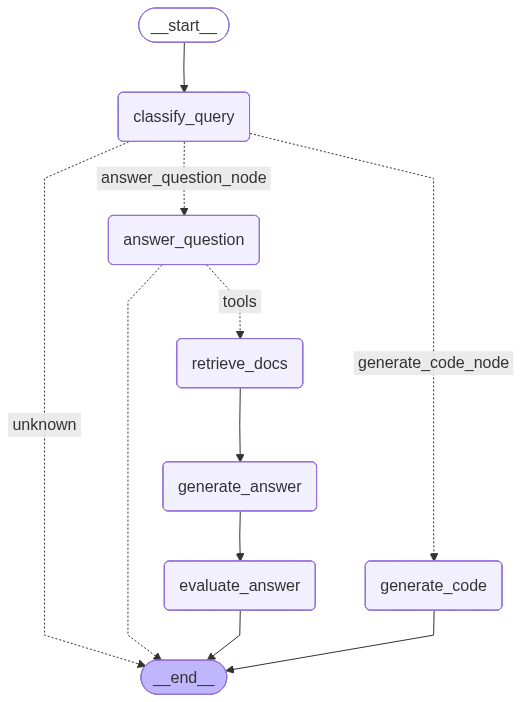 __start__
classify_query
answer_question_node
answer_question
tools
retrieve_docs
generate_code_node
unknown
generate_answer
evaluate_answer
generate_code
__end__